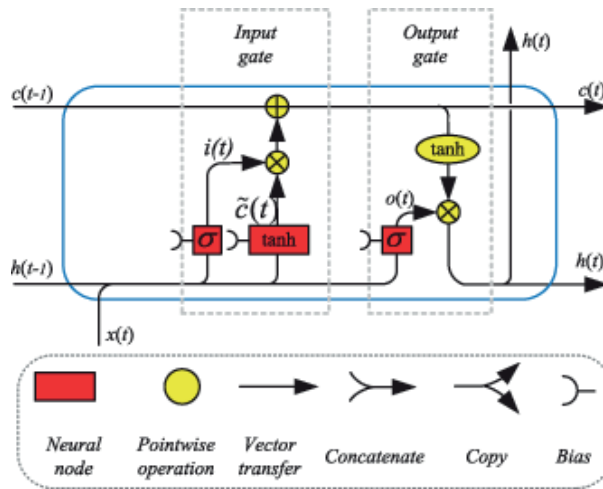 Input
gate
Output
gate
h(t)
c(t-1)
c(t)
i(t)
tanh
c̃(t)
o(t)
σ
tanh
σ
h(t-1)
h(t)
x(t)
Neural
node
Pointwise
operation
Vector
transfer
Concatenate
Copy
Bias